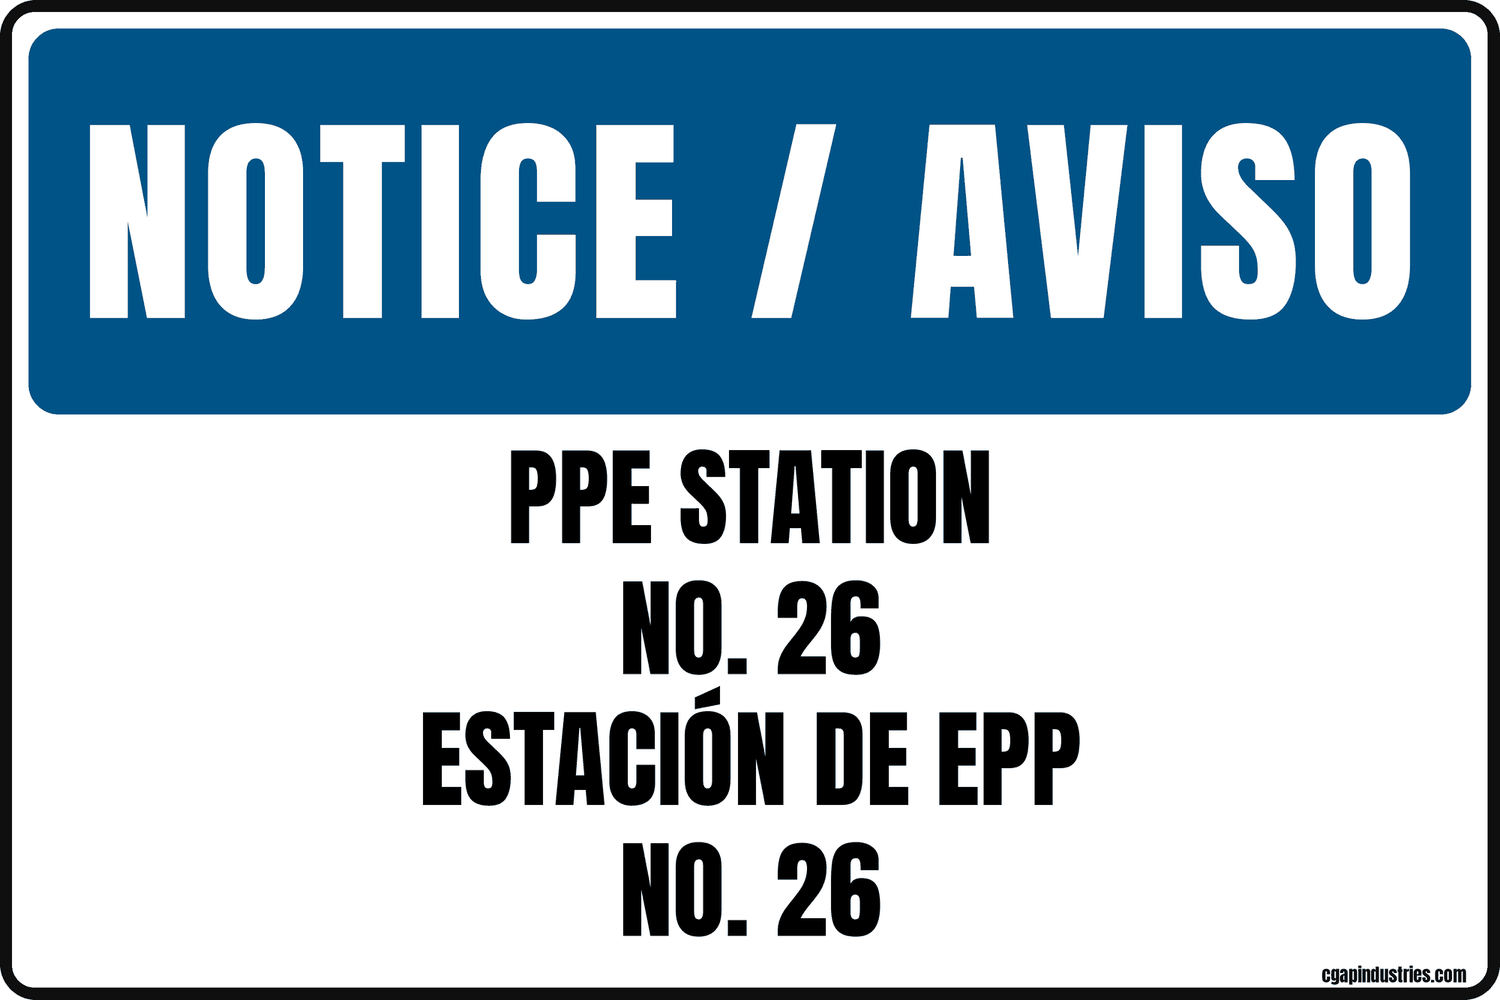 NOTICE / AVISO
PPE STATION
NO. 26
ESTACIÓN DE EPP
NO. 26
cgapindustries.com